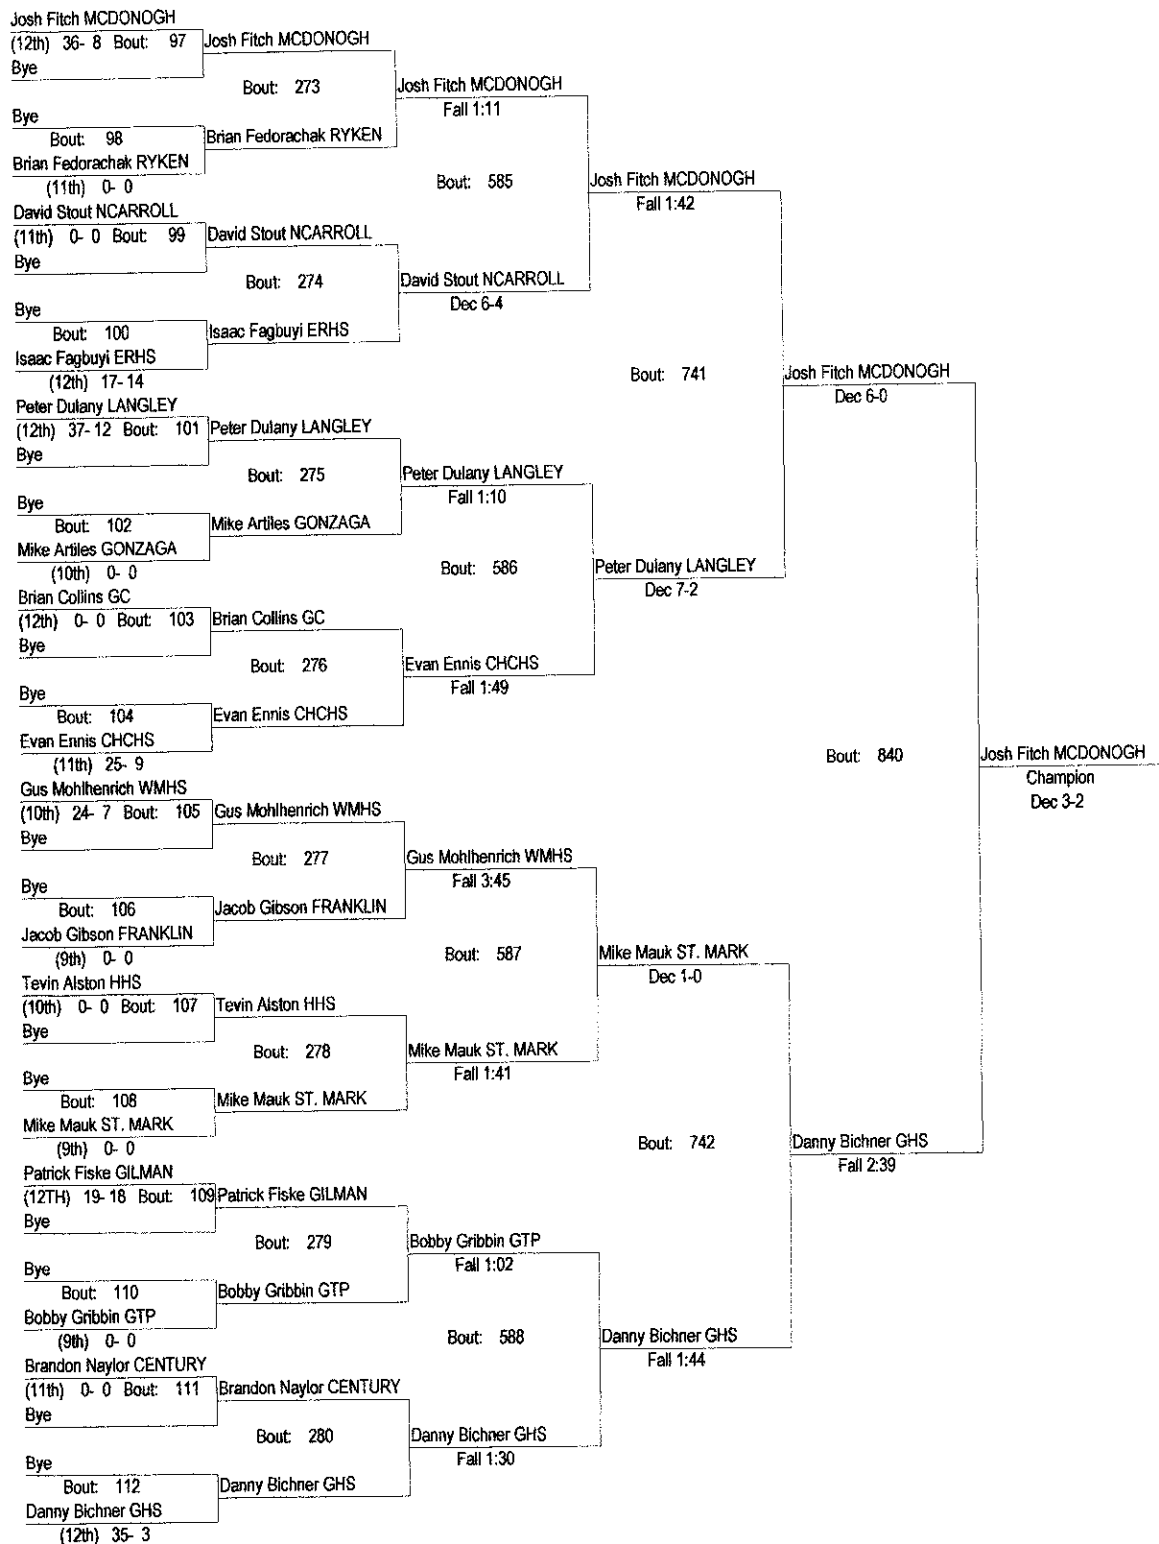 Josh Fitch MCDONOGH
(12th) 36- 8 Bout: 97
Bye
Josh Fitch MCDONOGH
Bout: 273
Josh Fitch MCDONOGH
Fall 1:11
Bye
Bout: 98
Brian Fedorachak RYKEN
Brian Fedorachak RYKEN
(11th) 0- 0
Bout: 585
Josh Fitch MCDONOGH
Fall 1:42
David Stout NCARROLL
(11th) 0- 0 Bout: 99
Bye
David Stout NCARROLL
Bout: 274
David Stout NCARROLL
Dec 6-4
Bye
Bout: 100
Isaac Fagbuyi ERHS
Isaac Fagbuyi ERHS
(12th) 17- 14
Bout: 741
Josh Fitch MCDONOGH
Dec 6-0
Peter Dulany LANGLEY
(12th) 37- 12 Bout: 101
Bye
Peter Dulany LANGLEY
Bout: 275
Peter Dulany LANGLEY
Fall 1:10
Bye
Bout: 102
Mike Artiles GONZAGA
Mike Artiles GONZAGA
(10th) 0- 0
Bout: 586
Peter Dulany LANGLEY
Dec 7-2
Brian Collins GC
(12th) 0- 0 Bout: 103
Bye
Brian Collins GC
Bout: 276
Evan Ennis CHCHS
Fall 1:49
Bye
Bout: 104
Evan Ennis CHCHS
Evan Ennis CHCHS
(11th) 25- 9
Bout: 840
Josh Fitch MCDONOGH
Champion
Dec 3-2
Gus Mohlhenrich WMHS
(10th) 24- 7 Bout: 105
Bye
Gus Mohlhenrich WMHS
Bout: 277
Gus Mohlhenrich WMHS
Fall 3:45
Bye
Bout: 106
Jacob Gibson FRANKLIN
Jacob Gibson FRANKLIN
(9th) 0- 0
Bout: 587
Mike Mauk ST. MARK
Dec 1-0
Tevin Alston HHS
(10th) 0- 0 Bout: 107
Bye
Tevin Alston HHS
Bout: 278
Mike Mauk ST. MARK
Fall 1:41
Bye
Bout: 108
Mike Mauk ST. MARK
Mike Mauk ST. MARK
(9th) 0- 0
Bout: 742
Danny Bichner GHS
Fall 2:39
Patrick Fiske GILMAN
(12TH) 19- 18 Bout: 109
Bye
Patrick Fiske GILMAN
Bout: 279
Bobby Gribbin GTP
Fall 1:02
Bye
Bout: 110
Bobby Gribbin GTP
Bobby Gribbin GTP
(9th) 0- 0
Bout: 588
Danny Bichner GHS
Fall 1:44
Brandon Naylor CENTURY
(11th) 0- 0 Bout: 111
Bye
Brandon Naylor CENTURY
Bout: 280
Danny Bichner GHS
Fall 1:30
Bye
Bout: 112
Danny Bichner GHS
Danny Bichner GHS
(12th) 35- 3